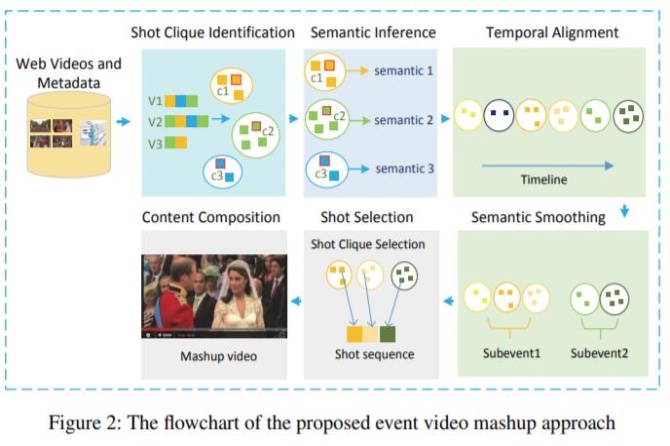 Shot Clique Identification
Semantic Inference
Temporal Alignment
Web Videos and
Metadata
V1
V2
V3
c1
c2
c3
c1
semantic 1
c2
semantic 2
c3
semantic 3
Timeline
Content Composition
Shot Selection
Semantic Smoothing
Shot Clique Selection
Mashup video
Shot sequence
Subevent1
Subevent2
Figure 2: The flowchart of the proposed event video mashup approach